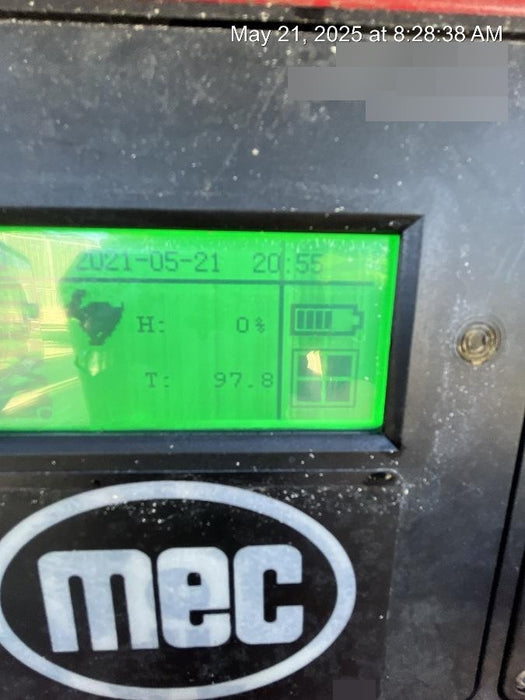 May 21, 2025 at 8:28:38 AM
2021-05-21 20:55
H: 0%
T: 97.8
mec